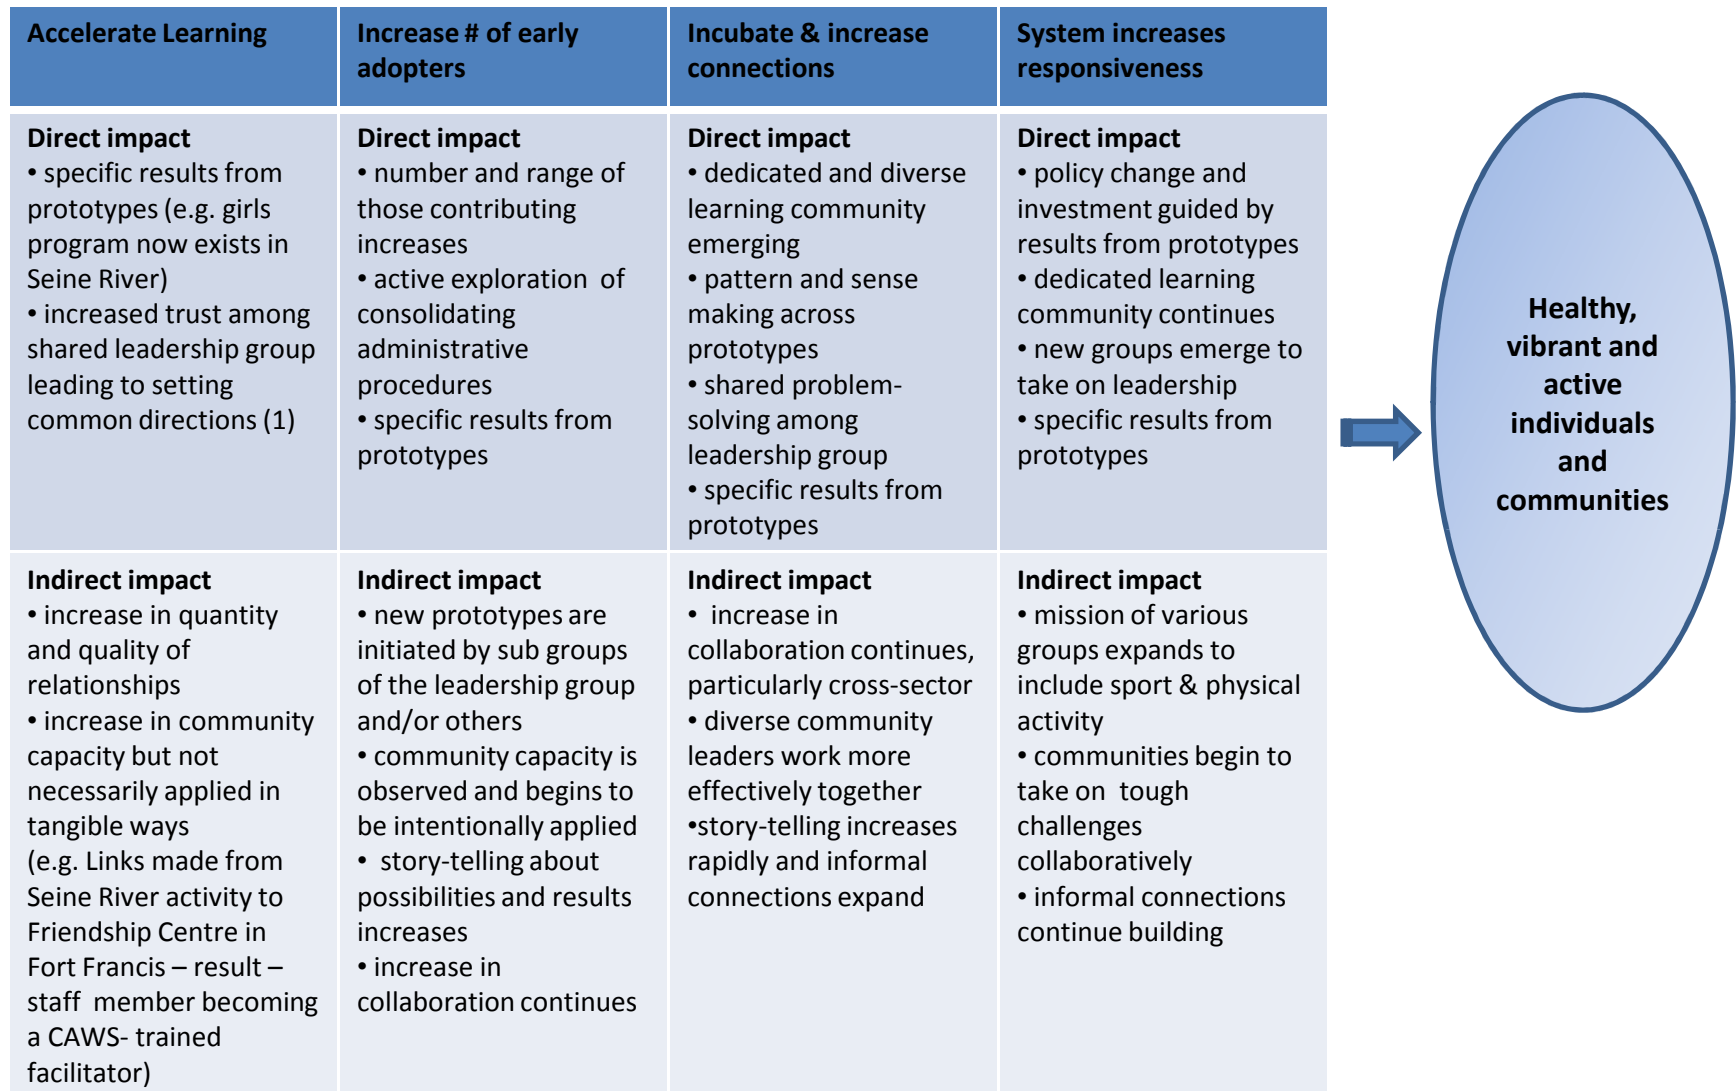 Accelerate Learning
Increase # of early
adopters
Incubate & increase
connections
System increases
responsiveness
Direct impact
• specific results from
prototypes (e.g. girls
program now exists in
Seine River)
• increased trust among
shared leadership group
leading to setting
common directions (1)
Direct impact
• number and range of
those contributing
increases
• active exploration of
consolidating
administrative
procedures
• specific results from
prototypes
Direct impact
• dedicated and diverse
learning community
emerging
• pattern and sense
making across
prototypes
• shared problem-
solving among
leadership group
• specific results from
prototypes
Direct impact
• policy change and
investment guided by
results from prototypes
• dedicated learning
community continues
• new groups emerge to
take on leadership
• specific results from
prototypes
Indirect impact
• increase in quantity
and quality of
relationships
• increase in community
capacity but not
necessarily applied in
tangible ways
(e.g. Links made from
Seine River activity to
Friendship Centre in
Fort Francis – result –
staff member becoming
a CAWS- trained
facilitator)
Indirect impact
• new prototypes are
initiated by sub groups
of the leadership group
and/or others
• community capacity is
observed and begins to
be intentionally applied
• story-telling about
possibilities and results
increases
• increase in
collaboration continues
Indirect impact
• increase in
collaboration continues,
particularly cross-sector
• diverse community
leaders work more
effectively together
•story-telling increases
rapidly and informal
connections expand
Indirect impact
• mission of various
groups expands to
include sport & physical
activity
• communities begin to
take on tough
challenges
collaboratively
• informal connections
continue building
Healthy,
vibrant and
active
individuals
and
communities